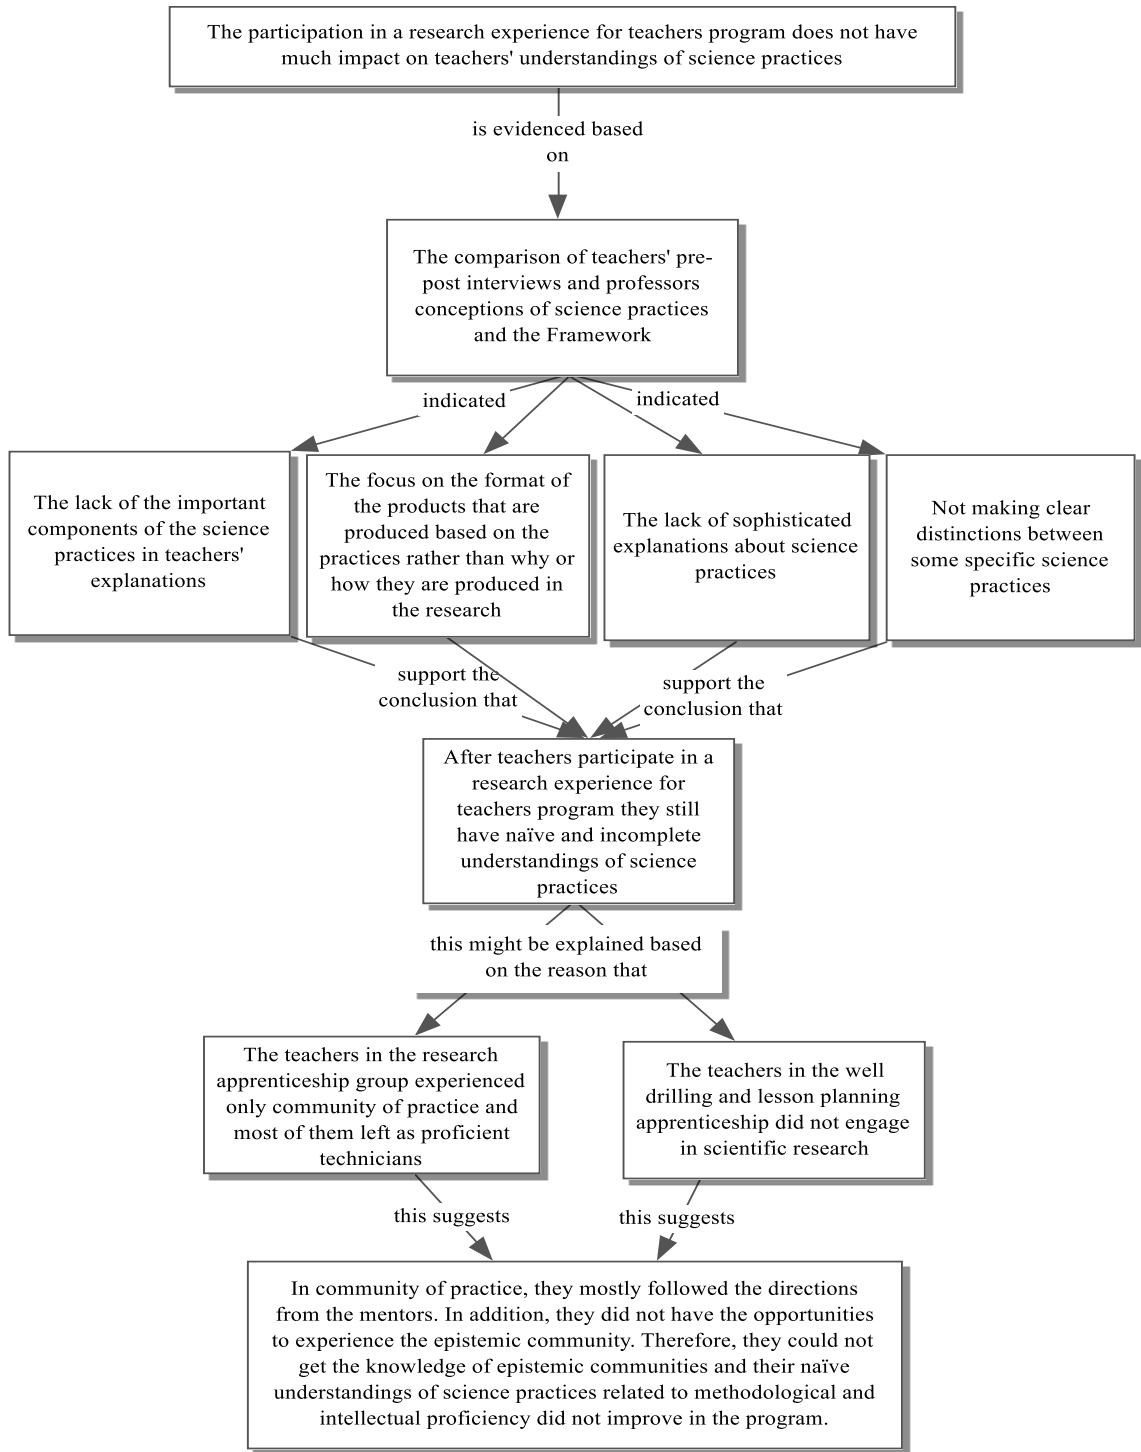 The participation in a research experience for teachers program does not have
much impact on teachers' understandings of science practices
is evidenced based
on
The comparison of teachers' pre-
post interviews and professors
conceptions of science practices
and the Framework
indicated
indicated
The lack of the important
components of the science
practices in teachers'
explanations
The focus on the format of
the products that are
produced based on the
practices rather than why or
how they are produced in
the research
The lack of sophisticated
explanations about science
practices
Not making clear
distinctions between
some specific science
practices
support the
conclusion that
support the
conclusion that
After teachers participate in a
research experience for
teachers program they still
have naïve and incomplete
understandings of science
practices
this might be explained based
on the reason that
The teachers in the research
apprenticeship group experienced
only community of practice and
most of them left as proficient
technicians
The teachers in the well
drilling and lesson planning
apprenticeship did not engage
in scientific research
this suggests
this suggests
In community of practice, they mostly followed the directions
from the mentors. In addition, they did not have the opportunities
to experience the epistemic community. Therefore, they could not
get the knowledge of epistemic communities and their naïve
understandings of science practices related to methodological and
intellectual proficiency did not improve in the program.